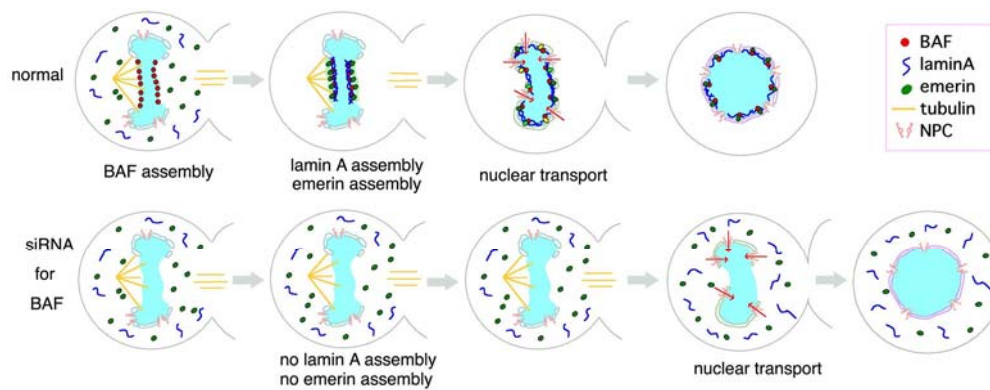 normal
BAF assembly
lamin A assembly
emerin assembly
nuclear transport
BAF
laminA
emerin
tubulin
NPC
siRNA
for
BAF
no lamin A assembly
no emerin assembly
nuclear transport